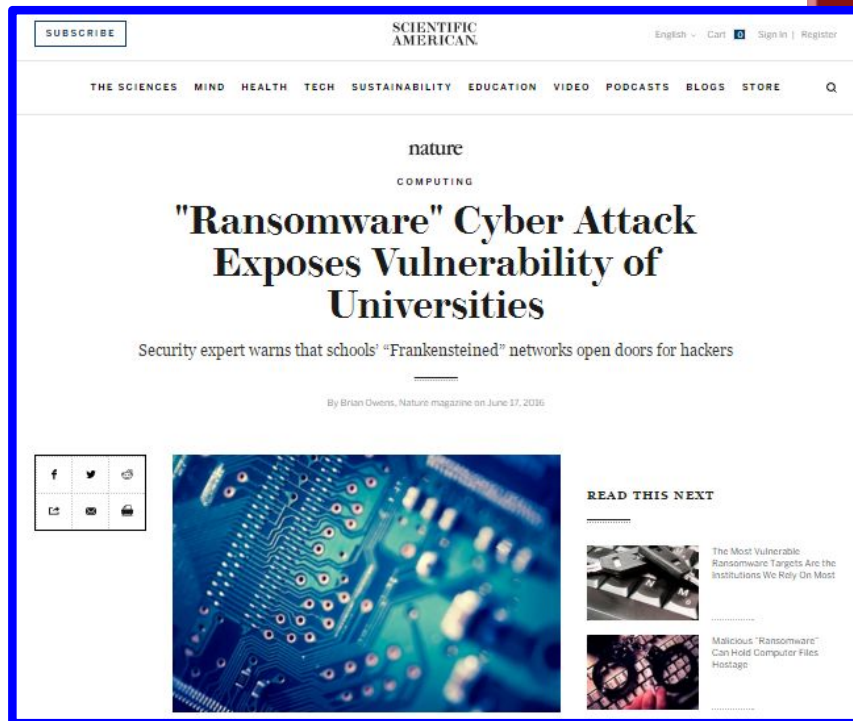 SUBSCRIBE
SCIENTIFIC
AMERICAN.
English Cart 0 Sign In | Register
THE SCIENCES MIND HEALTH TECH SUSTAINABILITY EDUCATION VIDEO PODCASTS BLOGS STORE
nature
COMPUTING
"Ransomware" Cyber Attack
Exposes Vulnerability of
Universities
Security expert warns that schools’ “Frankensteined” networks open doors for hackers
By Brian Owens, Nature magazine on June 17, 2016
READ THIS NEXT
The Most Vulnerable
Ransomware Targets Are the
Institutions We Rely On Most
Malicious "Ransomware"
Can Hold Computer Files
Hostage